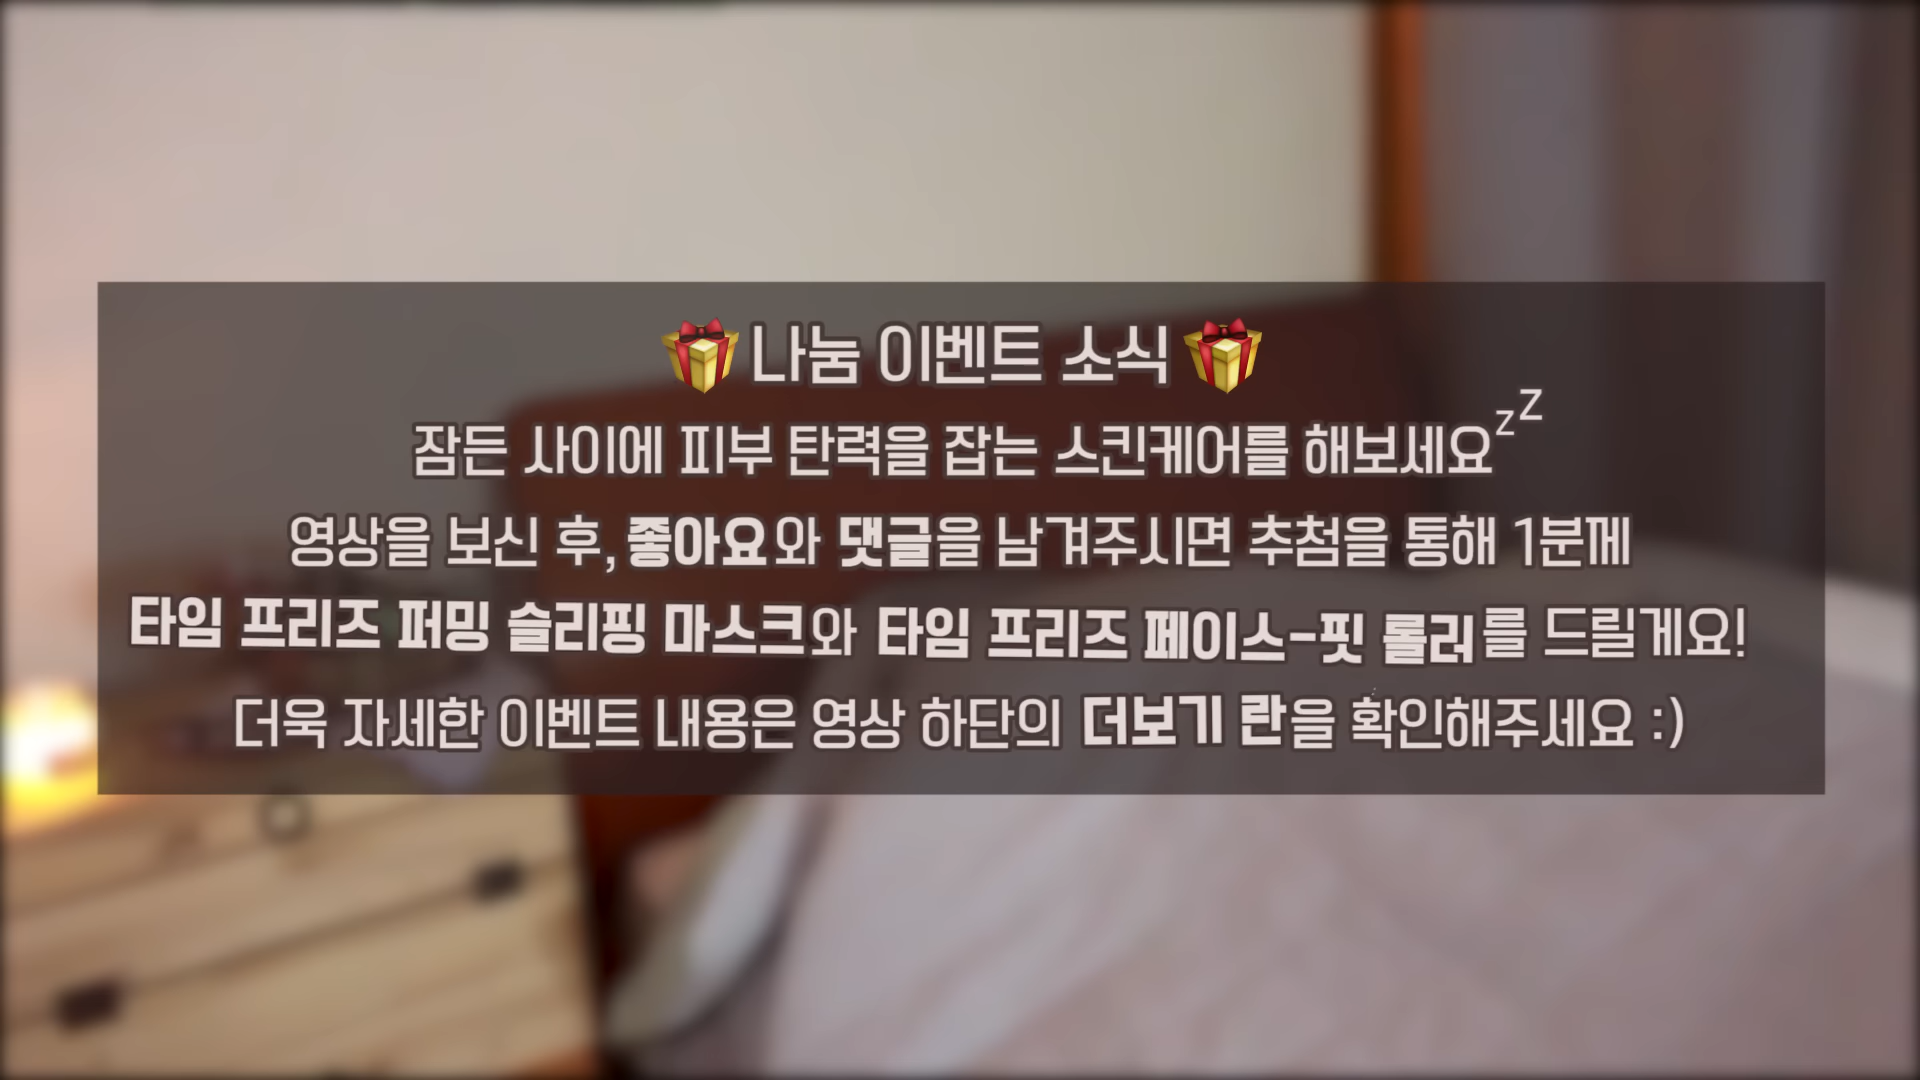 🎁나눔 이벤트 소식🎁
잠든 사이에 피부 탄력을 잡는 스킨케어를 해보세요zZ
영상을 보신 후, 좋아요와 댓글을 남겨주시면 추첨을 통해 1분께
타임 프리즈 퍼밍 슬리핑 마스크와 타임 프리즈 페이스-핏 롤러를 드릴게요!
더욱 자세한 이벤트 내용은 영상 하단의 더보기 란을 확인해주세요 :)